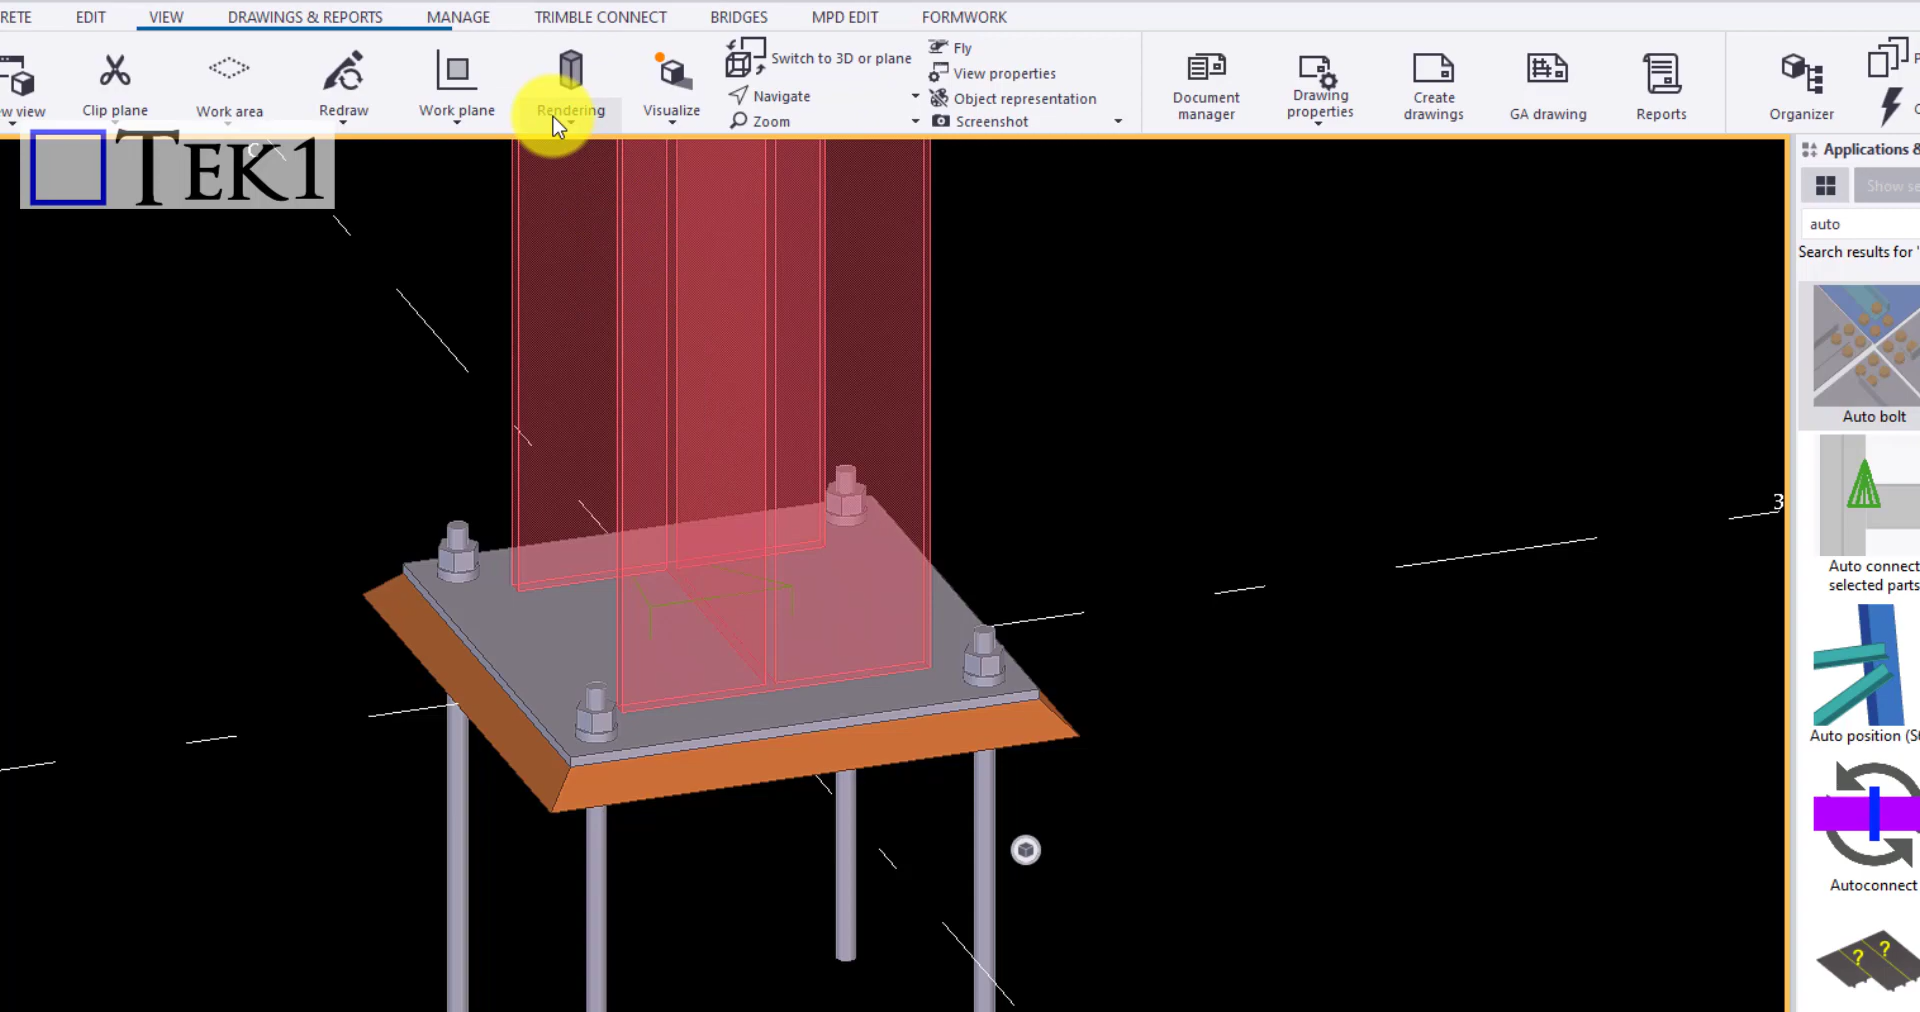 RETE EDIT VIEW DRAWINGS & REPORTS MANAGE TRIMBLE CONNECT BRIDGES MPD EDIT FORMWORK
ew view
Clip plane
Work area
Redraw
Work plane
Rendering
Visualize
Switch to 3D or plane
Navigate
Zoom
Fly
View properties
Object representation
Screenshot
Document
manager
Drawing
properties
Create
drawings
GA drawing
Reports
Organizer
TEK1
C
3
Applications &
Show se
auto
Search results for '
Auto bolt
Auto connect
selected parts
Auto position (S
Autoconnect
? ?